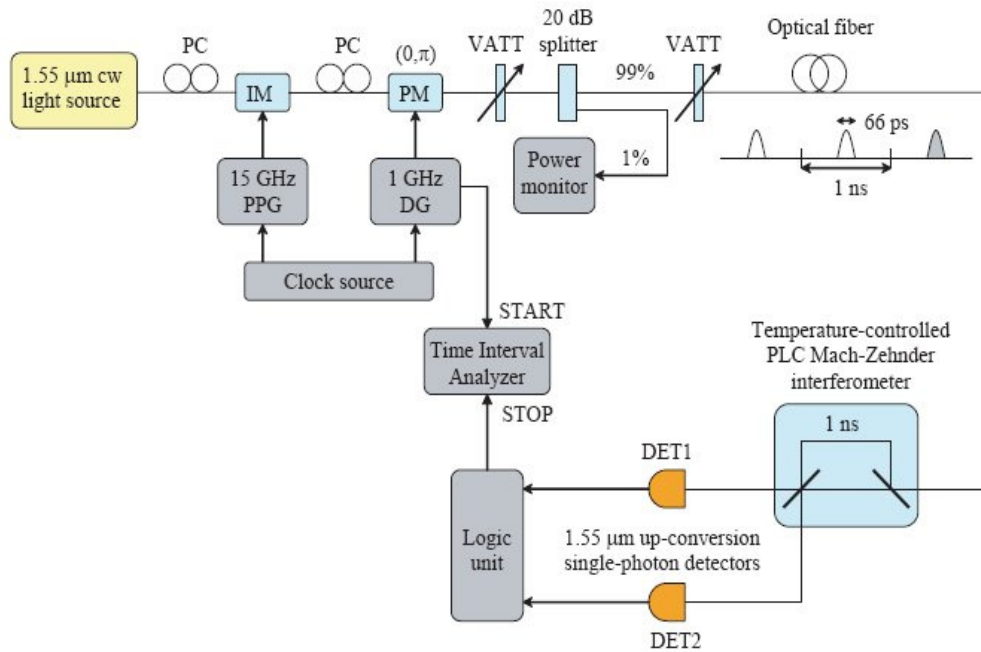 1.55 μm cw
light source
PC
IM
PC
(0,π)
PM
VATT
20 dB
splitter
99%
VATT
Optical fiber
15 GHz
PPG
1 GHz
DG
Power
monitor
1%
66 ps
1 ns
Clock source
START
Time Interval
Analyzer
STOP
Temperature-controlled
PLC Mach-Zehnder
interferometer
1 ns
DET1
Logic
unit
1.55 μm up-conversion
single-photon detectors
DET2